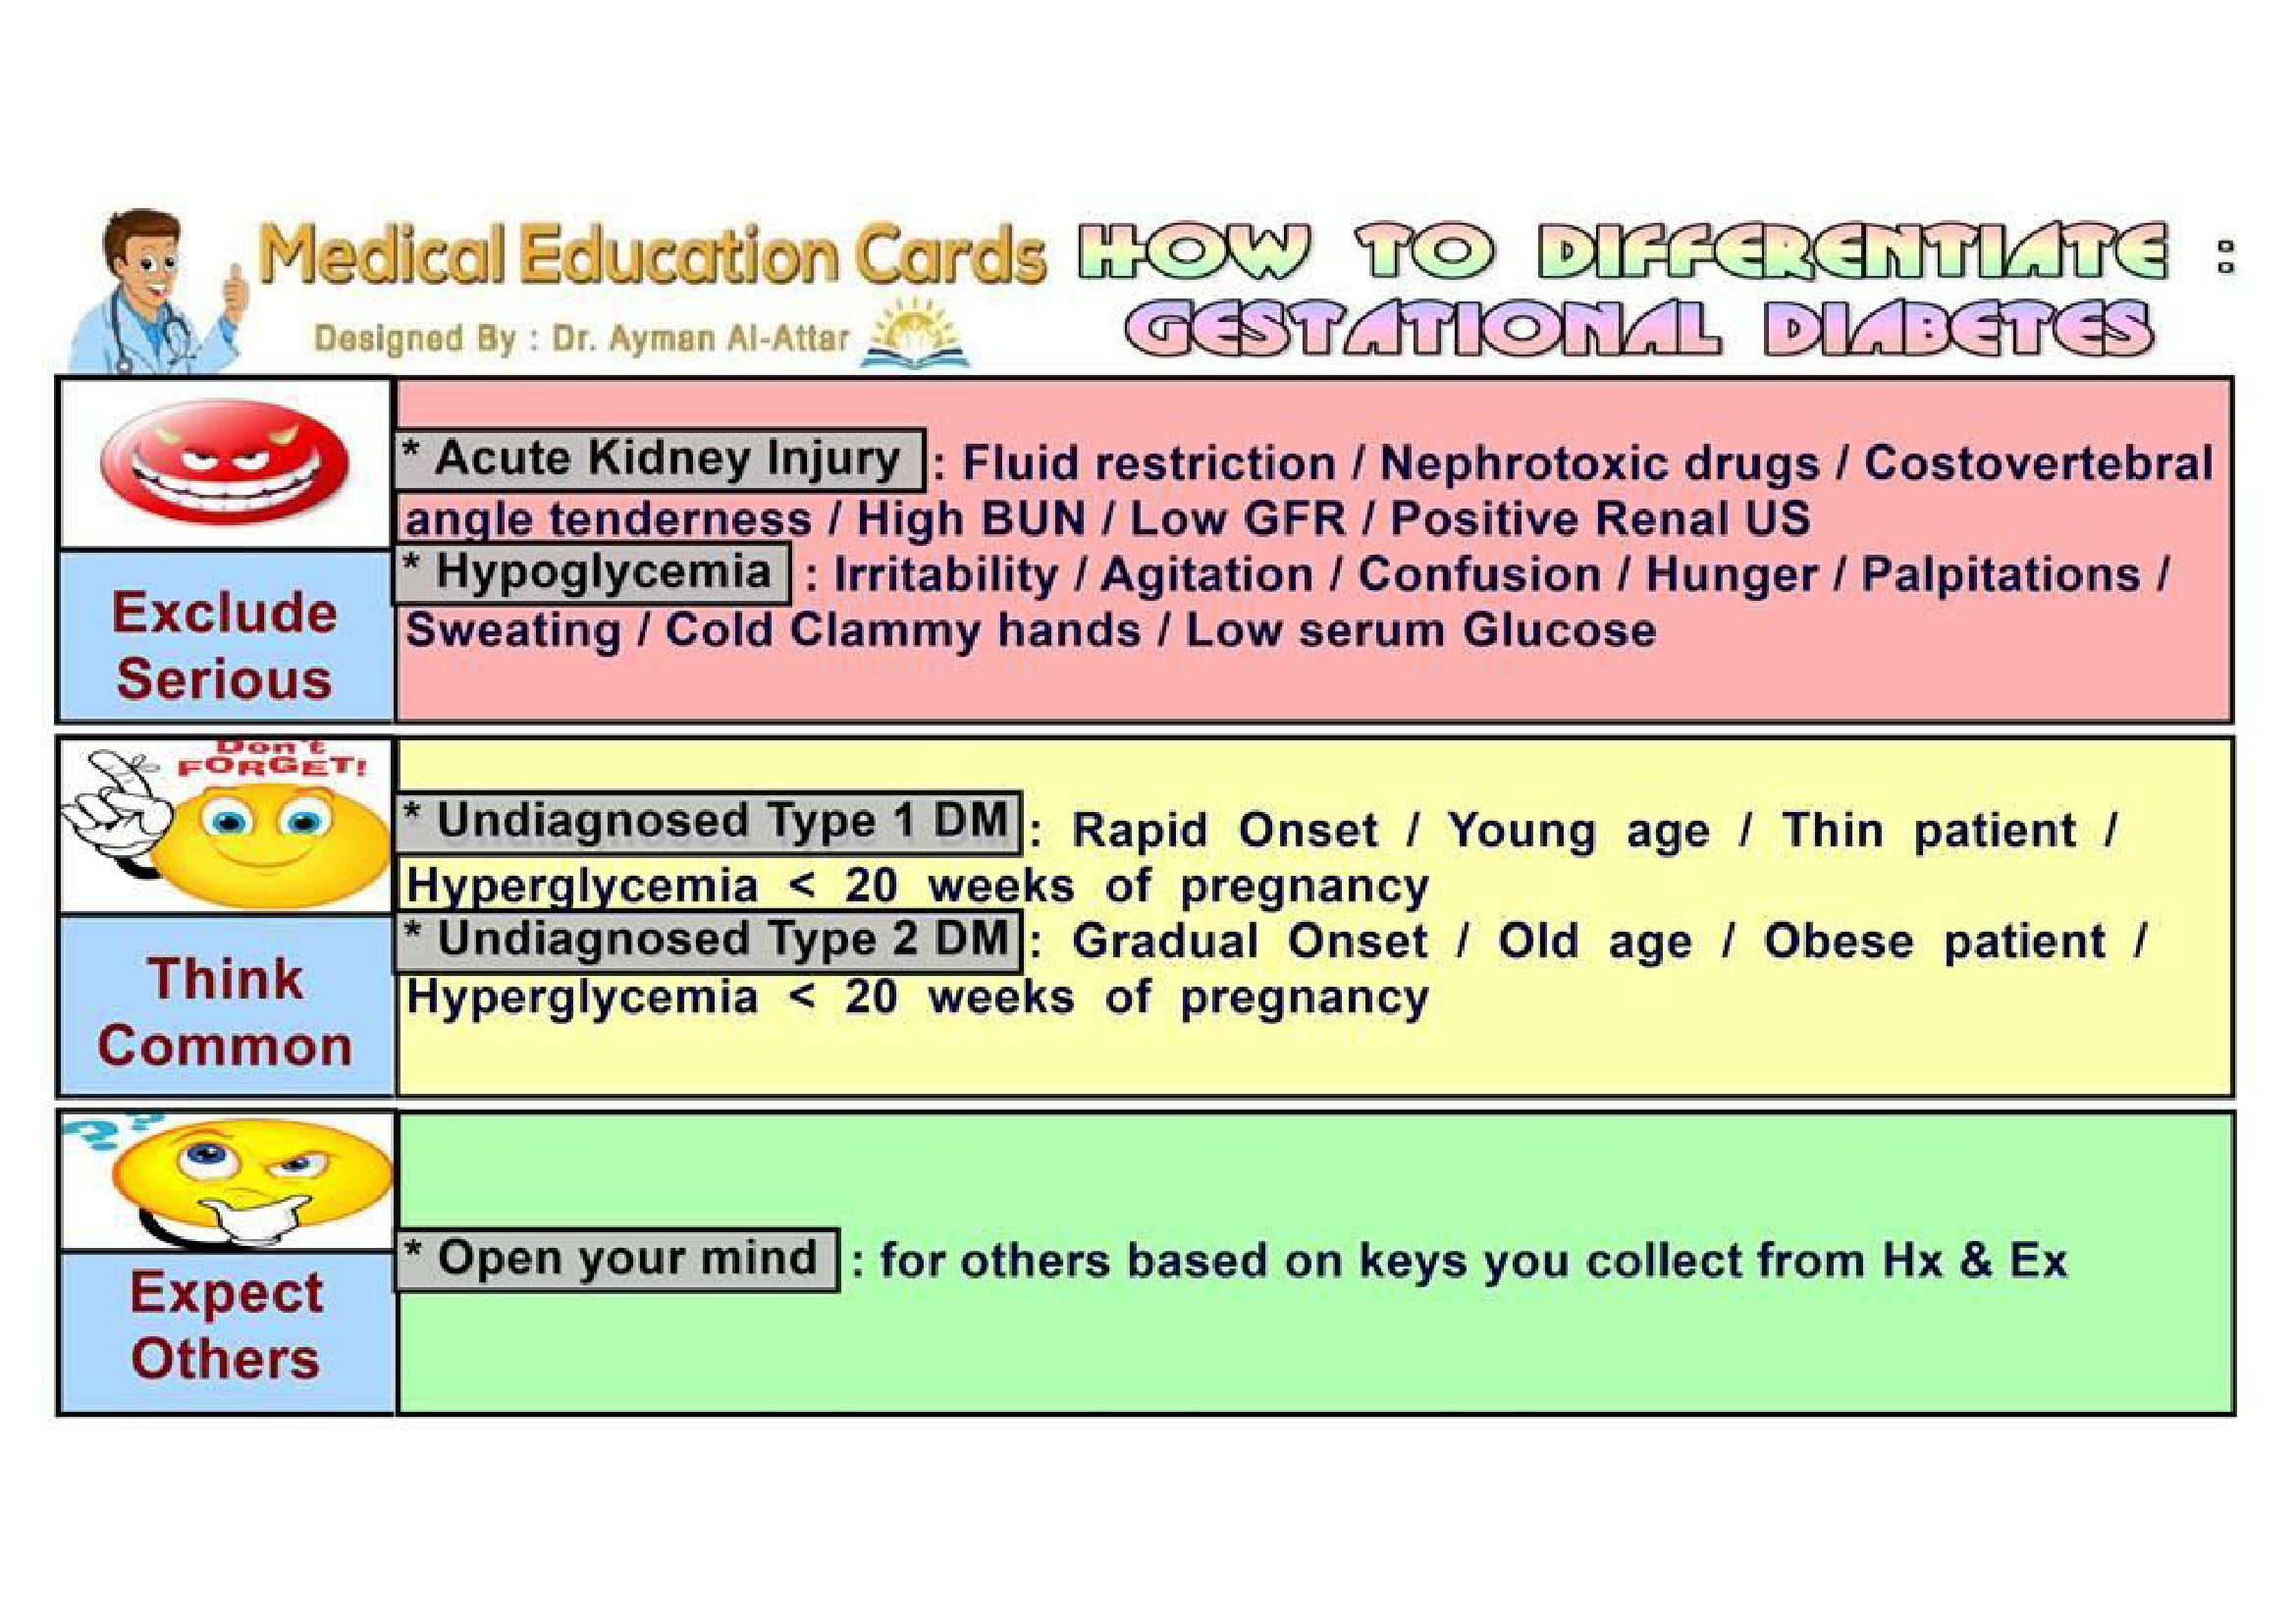 Medical Education Cards
Designed By : Dr. Ayman Al-Attar
HOW TO DIFFERENTIATE :
GESTATIONAL DIABETES
Exclude
Serious
* Acute Kidney Injury : Fluid restriction / Nephrotoxic drugs / Costovertebral
angle tenderness / High BUN / Low GFR / Positive Renal US
* Hypoglycemia : Irritability / Agitation / Confusion / Hunger / Palpitations /
Sweating / Cold Clammy hands / Low serum Glucose
Don't
FORGET!
Think
Common
* Undiagnosed Type 1 DM : Rapid Onset / Young age / Thin patient /
Hyperglycemia < 20 weeks of pregnancy
* Undiagnosed Type 2 DM : Gradual Onset / Old age / Obese patient /
Hyperglycemia < 20 weeks of pregnancy
??
Expect
Others
* Open your mind : for others based on keys you collect from Hx & Ex